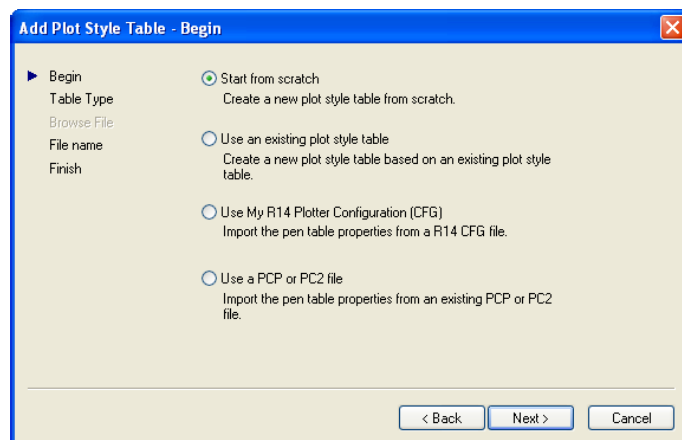 Add Plot Style Table - Begin
Begin
Table Type
Browse File
File name
Finish
Start from scratch
Create a new plot style table from scratch.
Use an existing plot style table
Create a new plot style table based on an existing plot style
table.
Use My R14 Plotter Configuration (CFG)
Import the pen table properties from a R14 CFG file.
Use a PCP or PC2 file
Import the pen table properties from an existing PCP or PC2
file.
< Back
Next >
Cancel